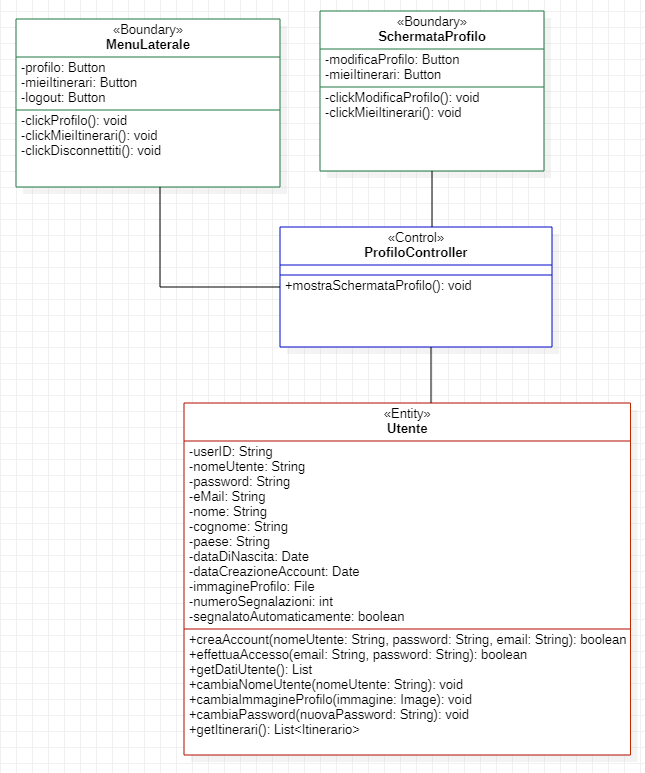 «Boundary»
MenuLaterale
-profilo: Button
-mieiItinerari: Button
-logout: Button
-clickProfilo(): void
-clickMieiItinerari(): void
-clickDisconnettiti(): void
«Boundary»
SchermataProfilo
-modificaProfilo: Button
-mieiItinerari: Button
-clickModificaProfilo(): void
-clickMieiItinerari(): void
«Control»
ProfiloController
+mostraSchermataProfilo(): void
«Entity»
Utente
-userID: String
-nomeUtente: String
-password: String
-eMail: String
-nome: String
-cognome: String
-paese: String
-dataDiNascita: Date
-dataCreazioneAccount: Date
-immagineProfilo: File
-numeroSegnalazioni: int
-segnalatoAutomaticamente: boolean
+creaAccount(nomeUtente: String, password: String, email: String): boolean
+effettuaAccesso(email: String, password: String): boolean
+getDatiUtente(): List
+cambiaNomeUtente(nomeUtente: String): void
+cambiaImmagineProfilo(immagine: Image): void
+cambiaPassword(nuovaPassword: String): void
+getItinerari(): List<Itinerario>